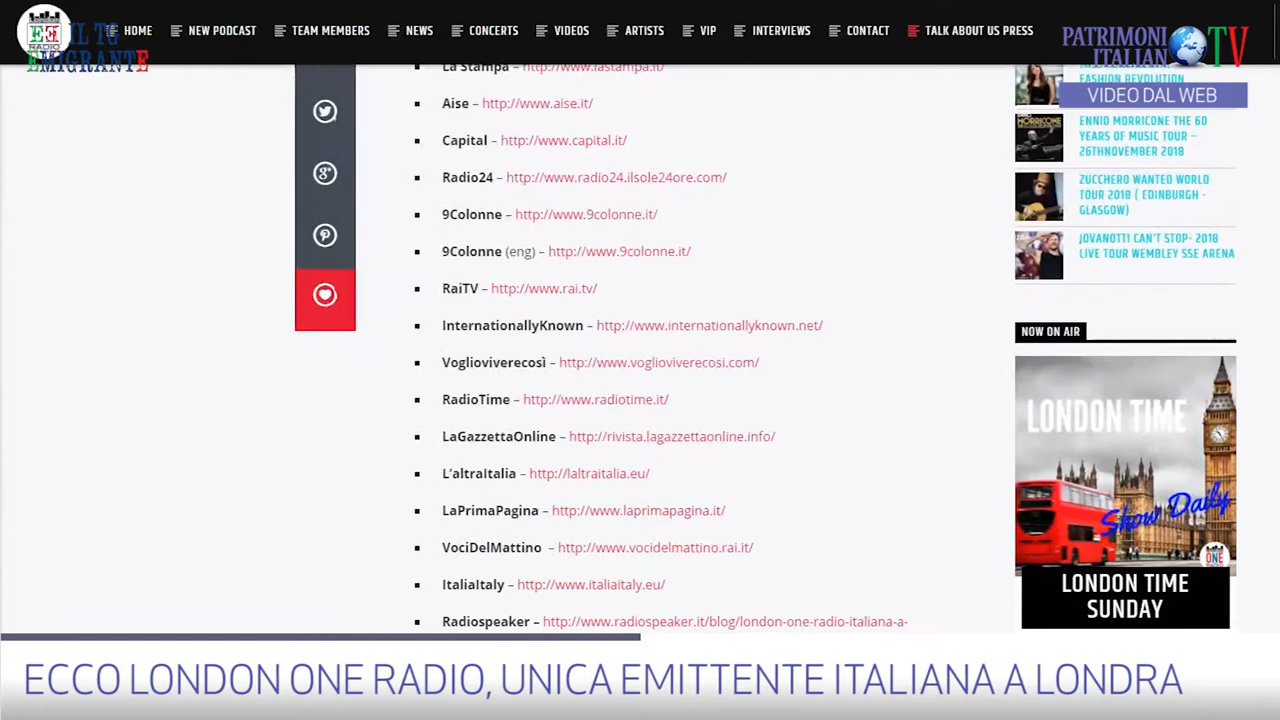 HOME
NEW PODCAST
TEAM MEMBERS
NEWS
CONCERTS
VIDEOS
ARTISTS
VIP
INTERVIEWS
CONTACT
TALK ABOUT US PRESS
IL TG
EMIGRANTE
RADIO
PATRIMONI
ITALIANI TV
VIDEO DAL WEB
La Stampa – http://www.lastampa.it/
Aise – http://www.aise.it/
Capital – http://www.capital.it/
Radio24 – http://www.radio24.ilsole24ore.com/
9Colonne – http://www.9colonne.it/
9Colonne (eng) – http://www.9colonne.it/
RaiTV – http://www.rai.tv/
InternationallyKnown – http://www.internationallyknown.net/
Voglioviverecosì – http://www.voglioviverecosi.com/
RadioTime – http://www.radiotime.it/
LaGazzettaOnline – http://rivista.lagazzettaonline.info/
L’altraItalia – http://laltraitalia.eu/
LaPrimaPagina – http://www.laprimapagina.it/
VociDelMattino – http://www.vocidelmattino.rai.it/
ItaliaItaly – http://www.italiaitaly.eu/
Radiospeaker – http://www.radiospeaker.it/blog/london-one-radio-italiana-a-
FASHION REVOLUTION
ENNIO MORRICONE THE 60
YEARS OF MUSIC TOUR –
26THNOVEMBER 2018
ZUCCHERO WANTED WORLD
TOUR 2018 ( EDINBURGH -
GLASGOW)
JOVANOTTI CAN'T STOP- 2018
LIVE TOUR WEMBLEY SSE ARENA
NOW ON AIR
LONDON TIME
Show Daily
ONE
LONDON TIME
SUNDAY
ECCO LONDON ONE RADIO, UNICA EMITTENTE ITALIANA A LONDRA